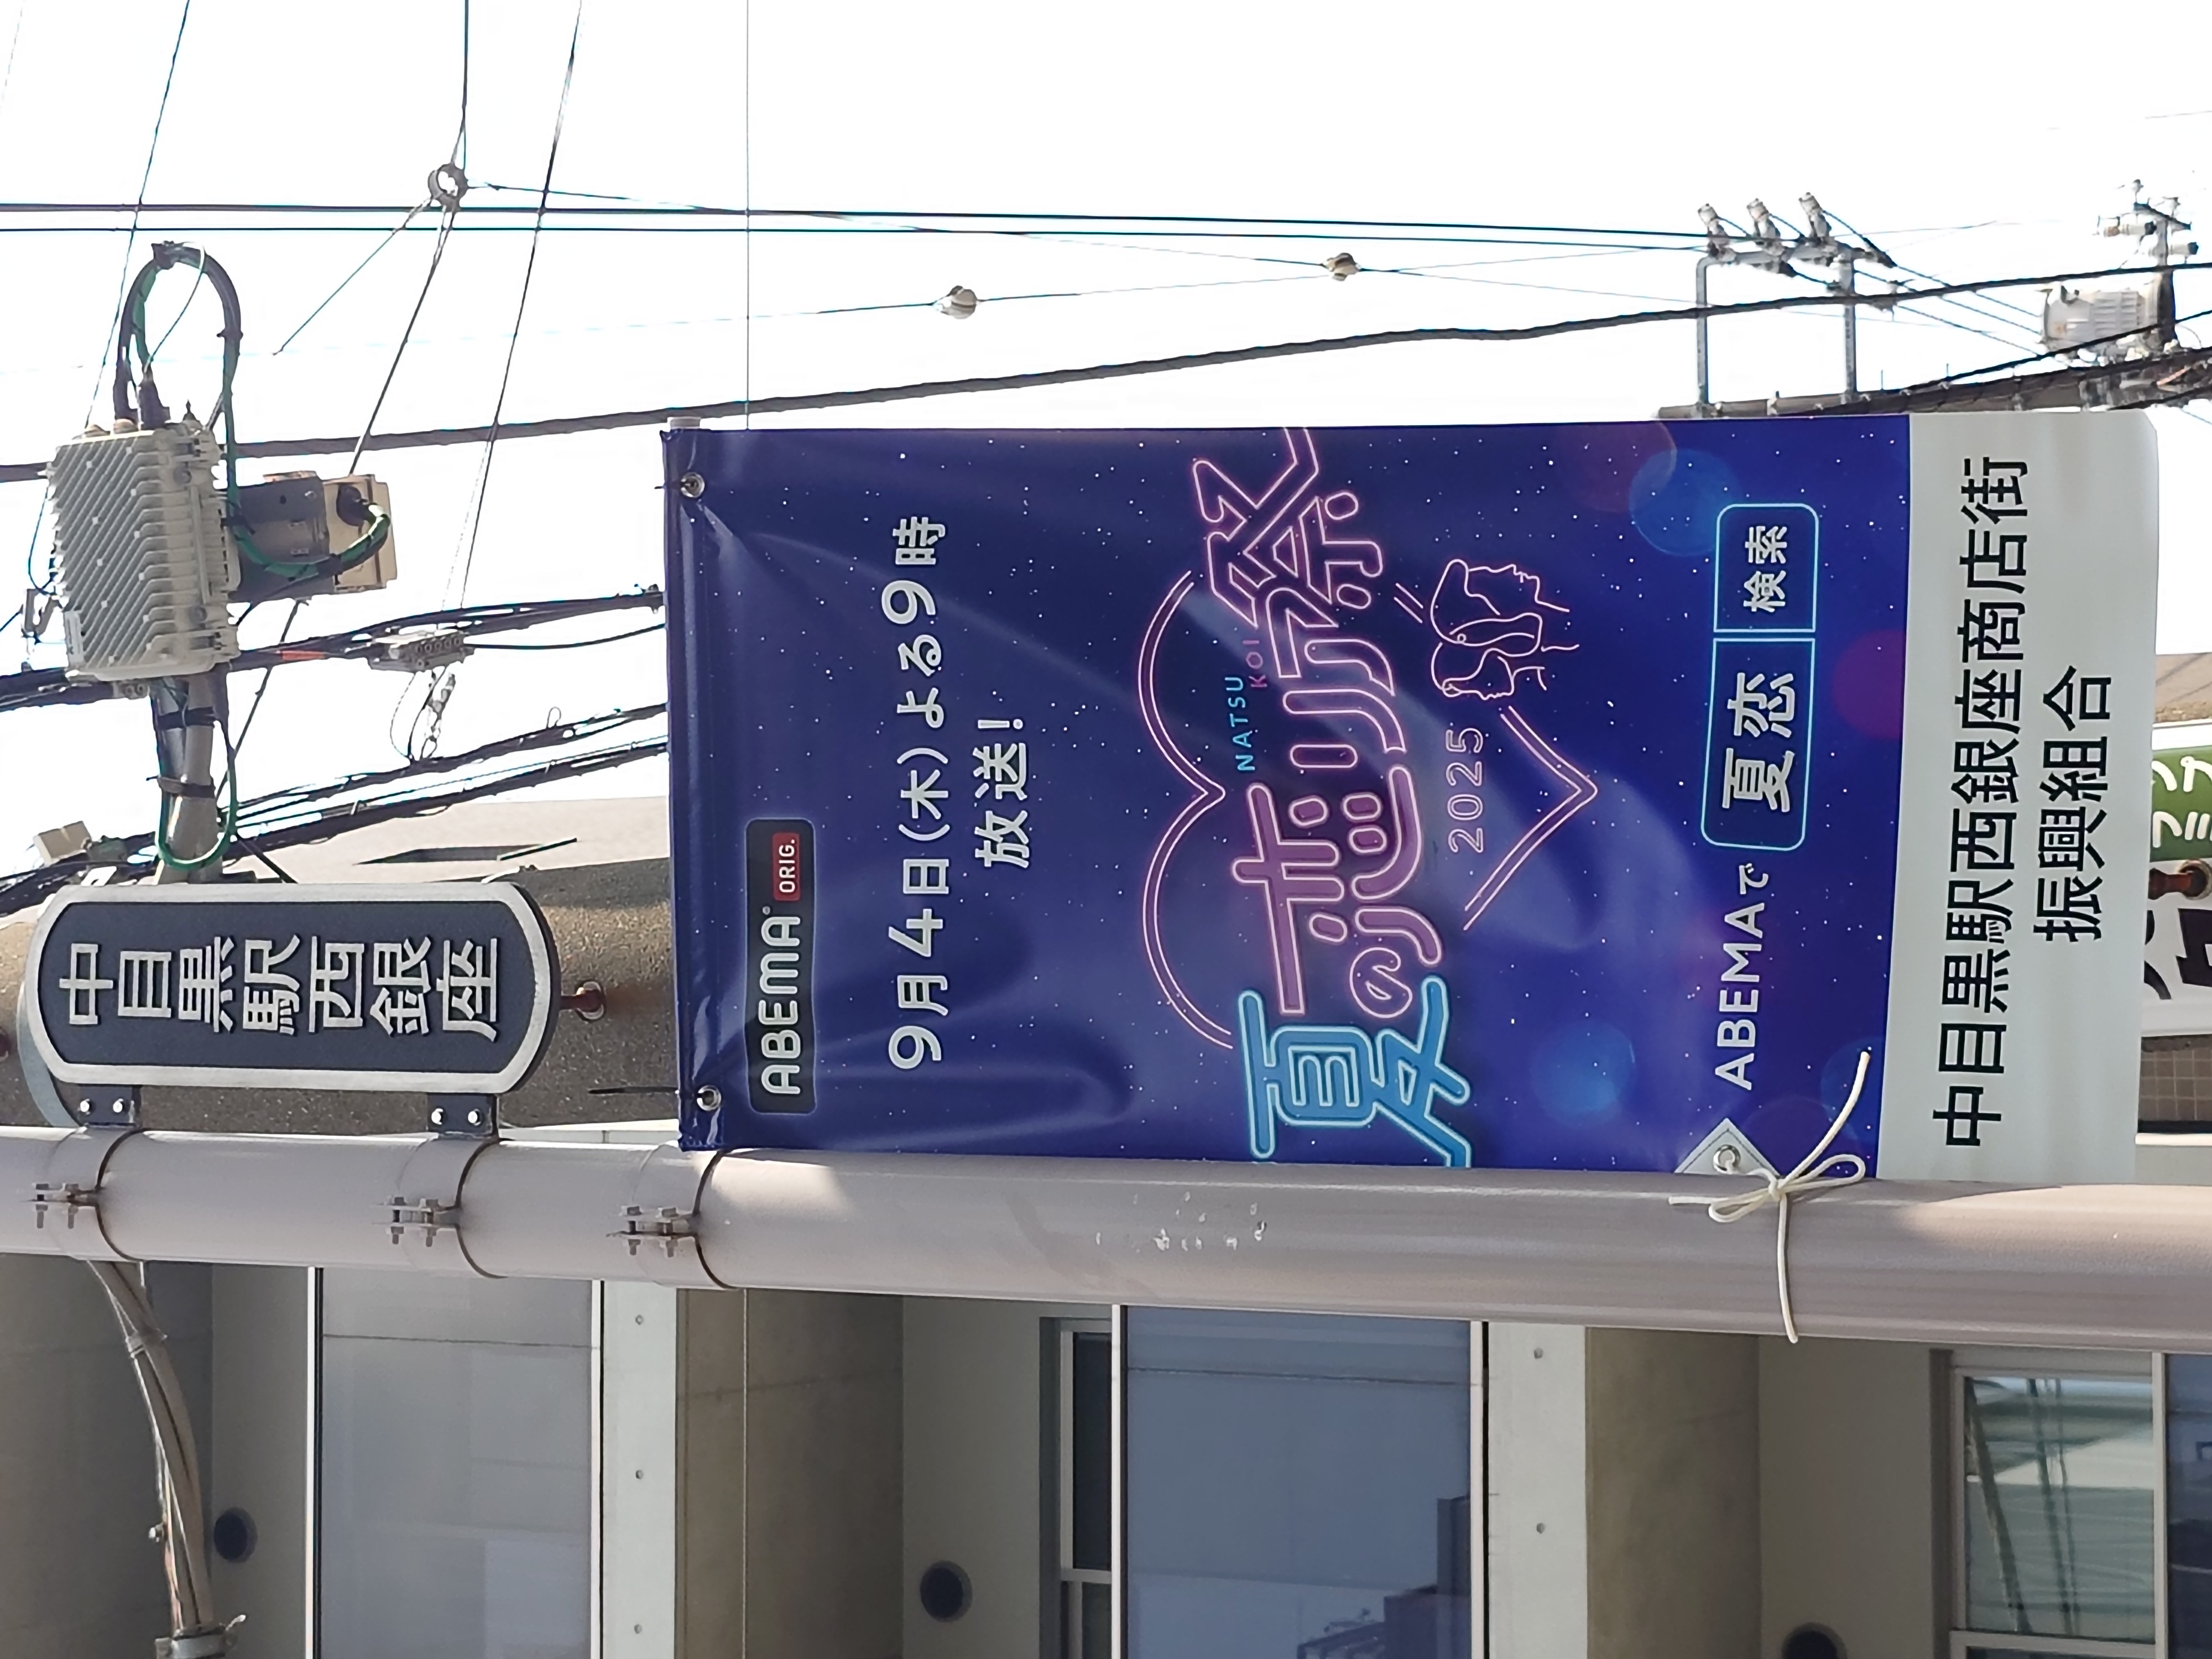 中目黒駅西銀座
ABEMA ORIG.
9月4日(木)よる9時
放送!
NATSU
KOI
夏の恋リア祭
2025
ABEMAで 夏恋 検索
中目黒駅西銀座商店街
振興組合